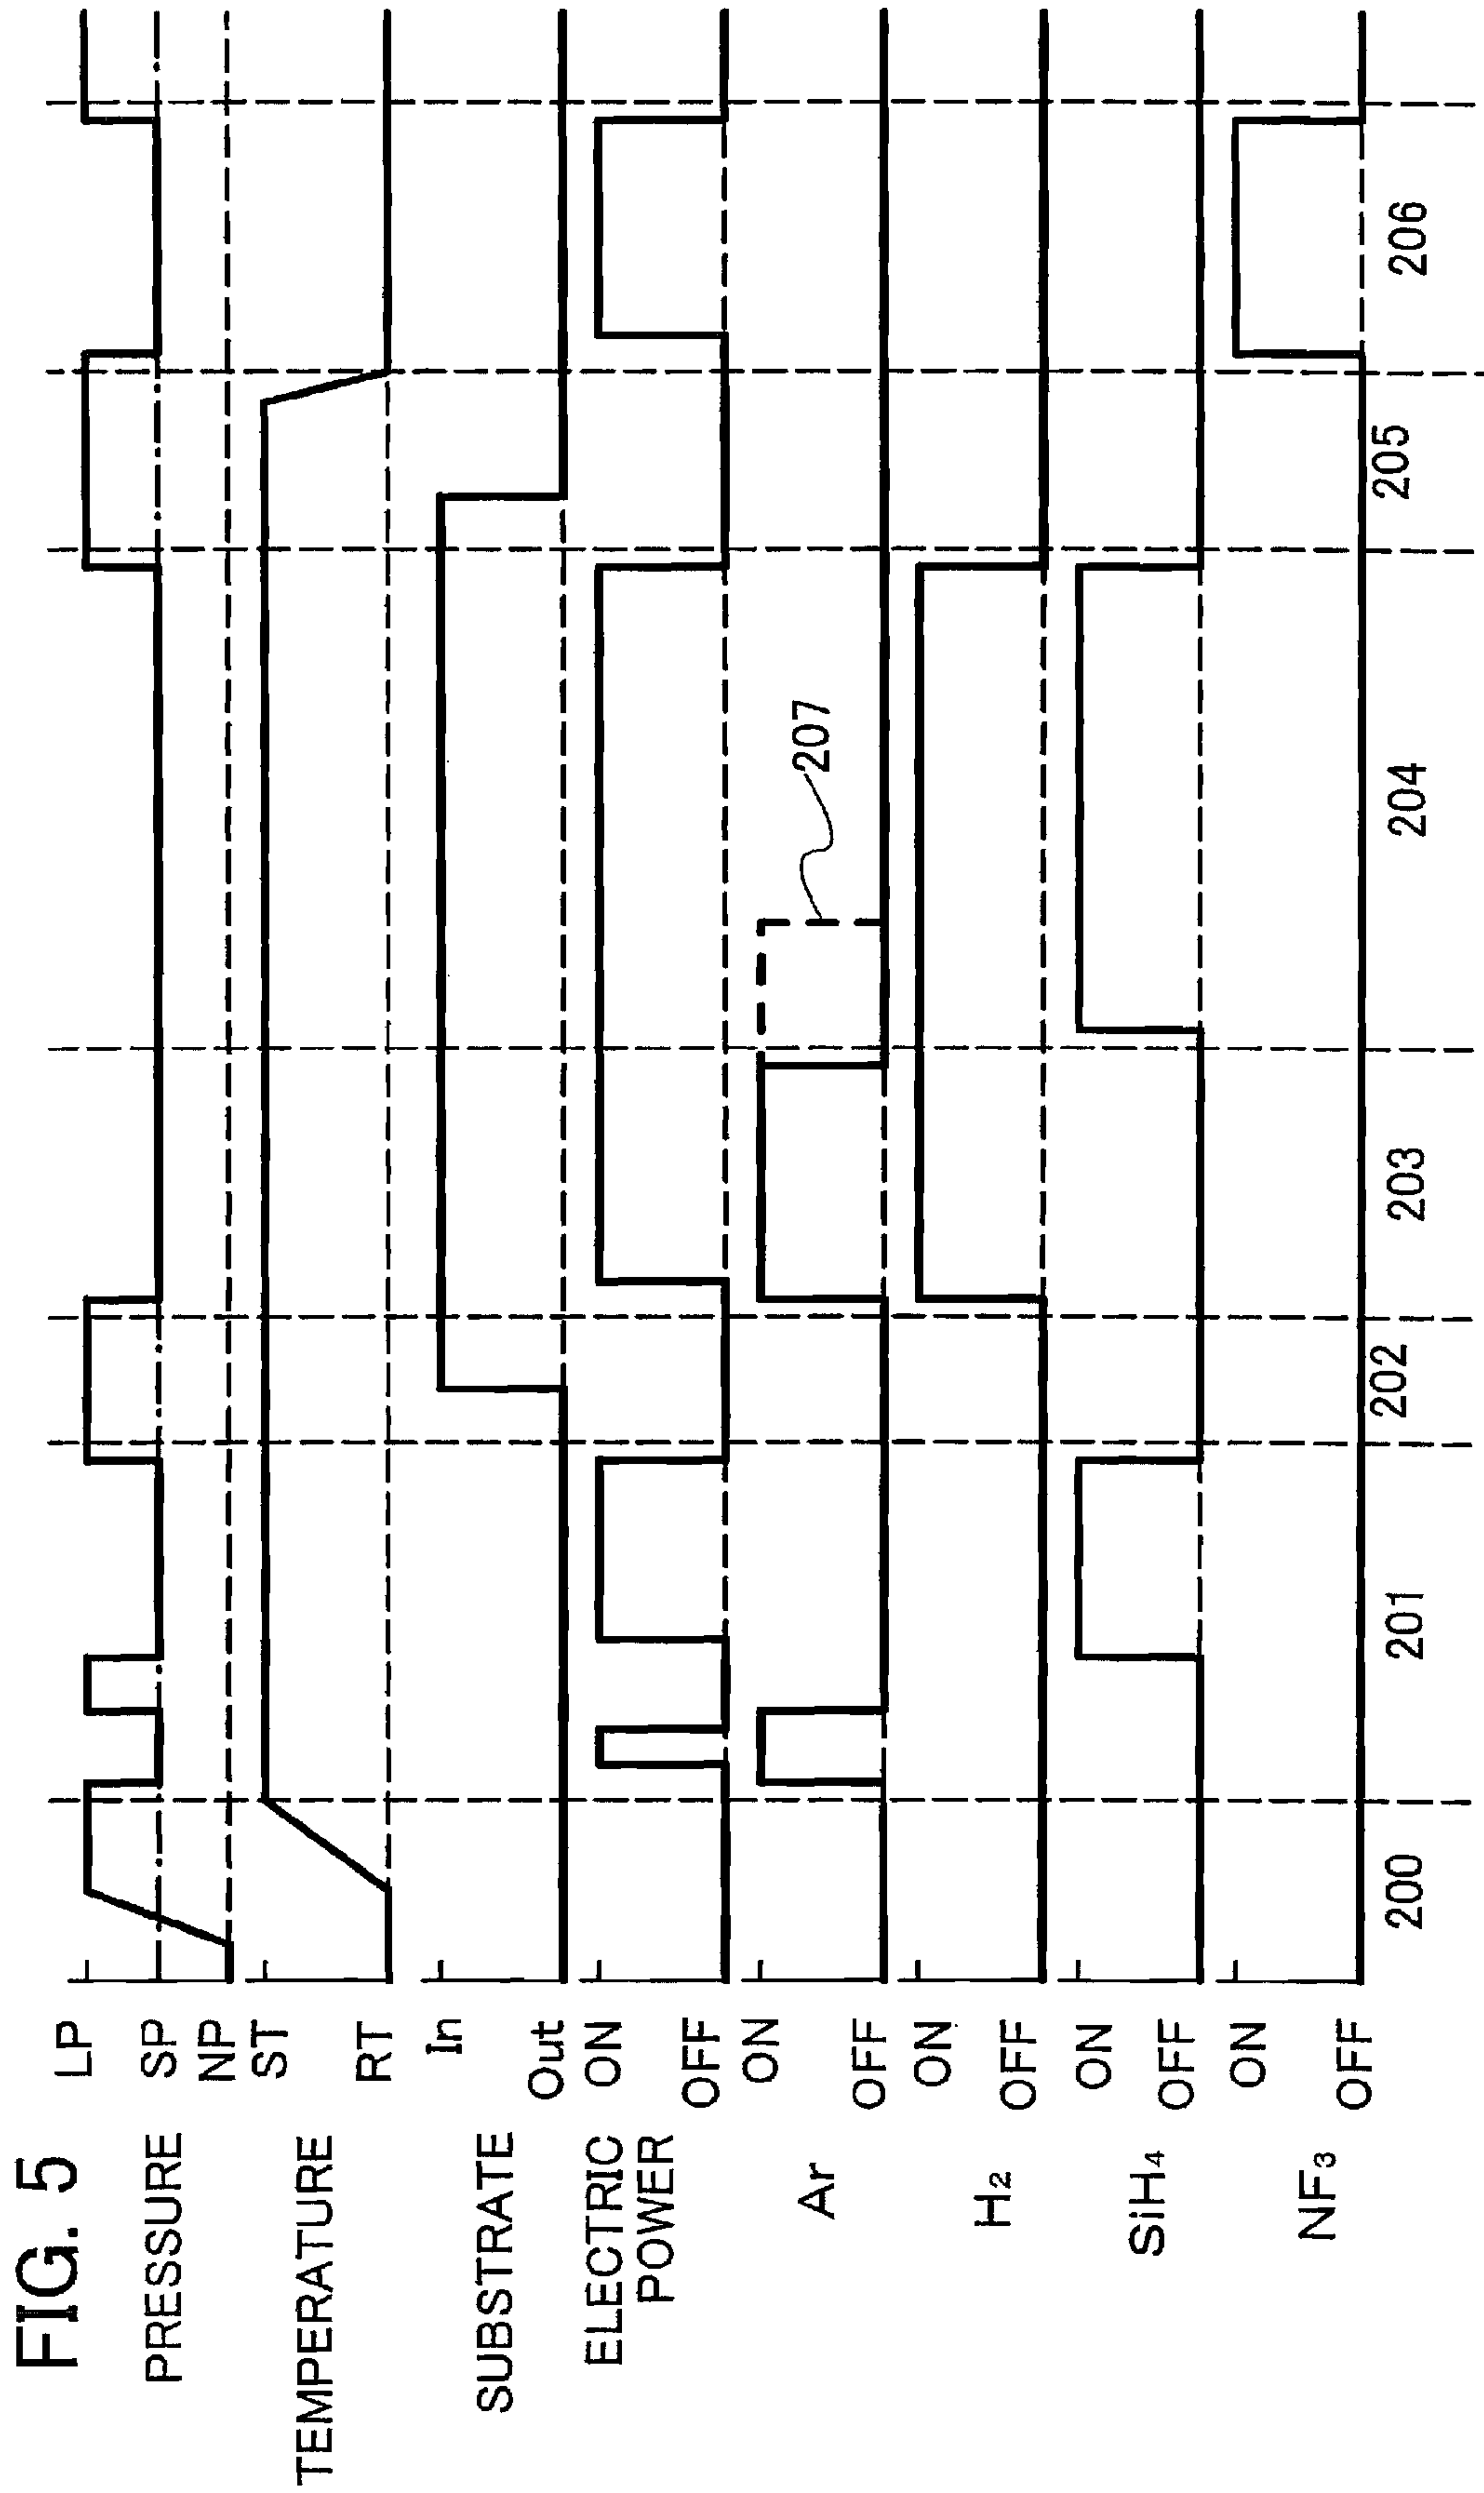 FIG. 5
PRESSURE
LP
SP
NP
TEMPERATURE
ST
RT
SUBSTRATE
In
Out
ELECTRIC
POWER
ON
OFF
Ar
ON
OFF
H₂
ON
OFF
SiH₄
ON
OFF
NF₃
ON
OFF
207
200
201
202
203
204
205
206